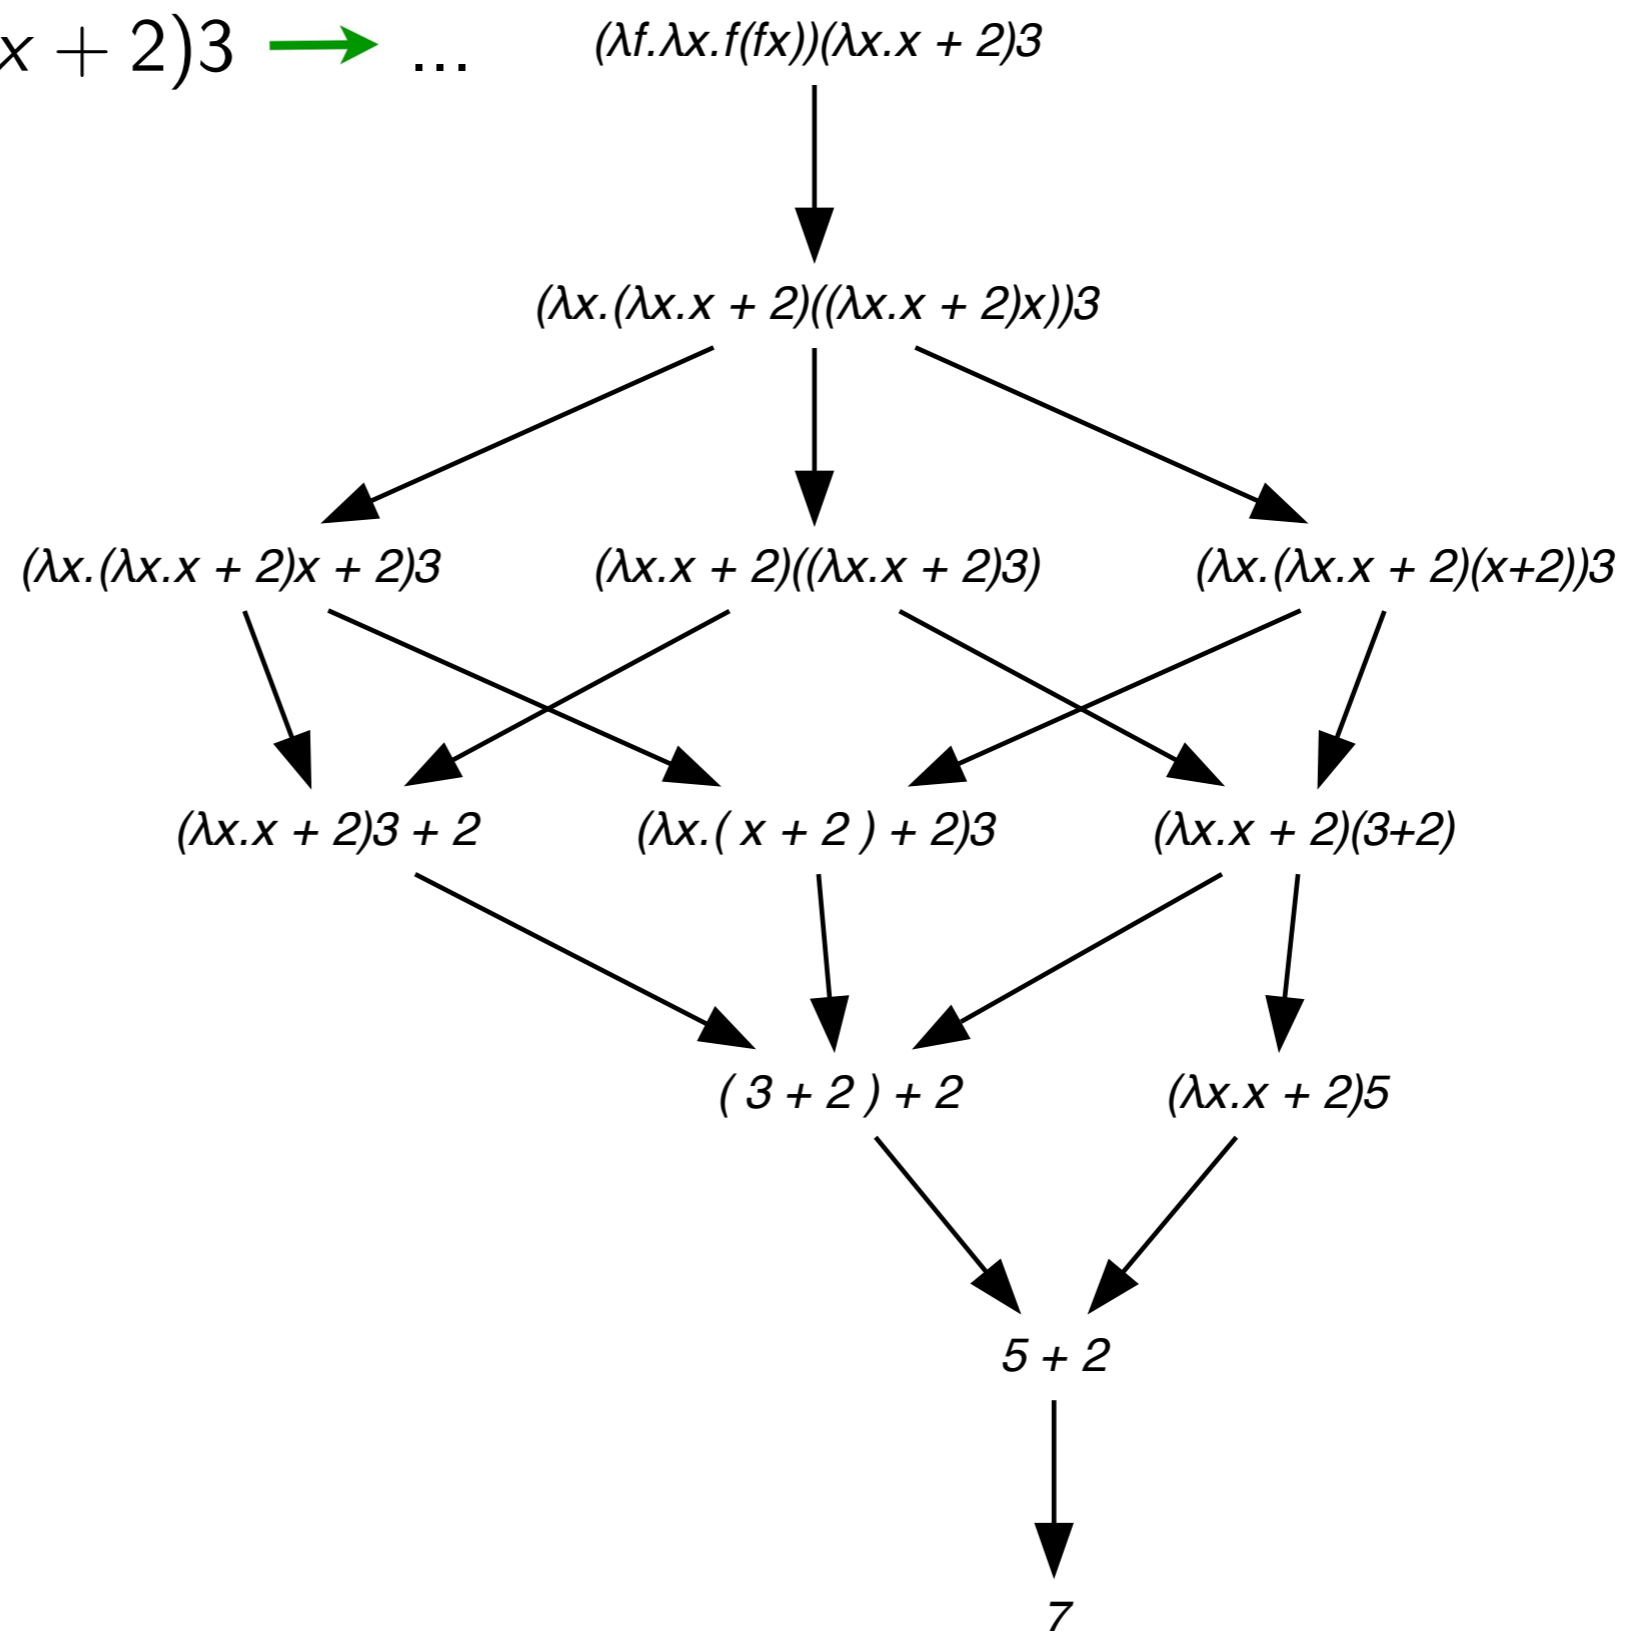 x + 2)3 ...
(λf.λx.f(fx))(λx.x + 2)3
(λx.(λx.x + 2)((λx.x + 2)x))3
(λx.(λx.x + 2)x + 2)3 (λx.x + 2)((λx.x + 2)3) (λx.(λx.x + 2)(x+2))3
(λx.x + 2)3 + 2 (λx.( x + 2 ) + 2)3 (λx.x + 2)(3+2)
( 3 + 2 ) + 2 (λx.x + 2)5
5 + 2
7